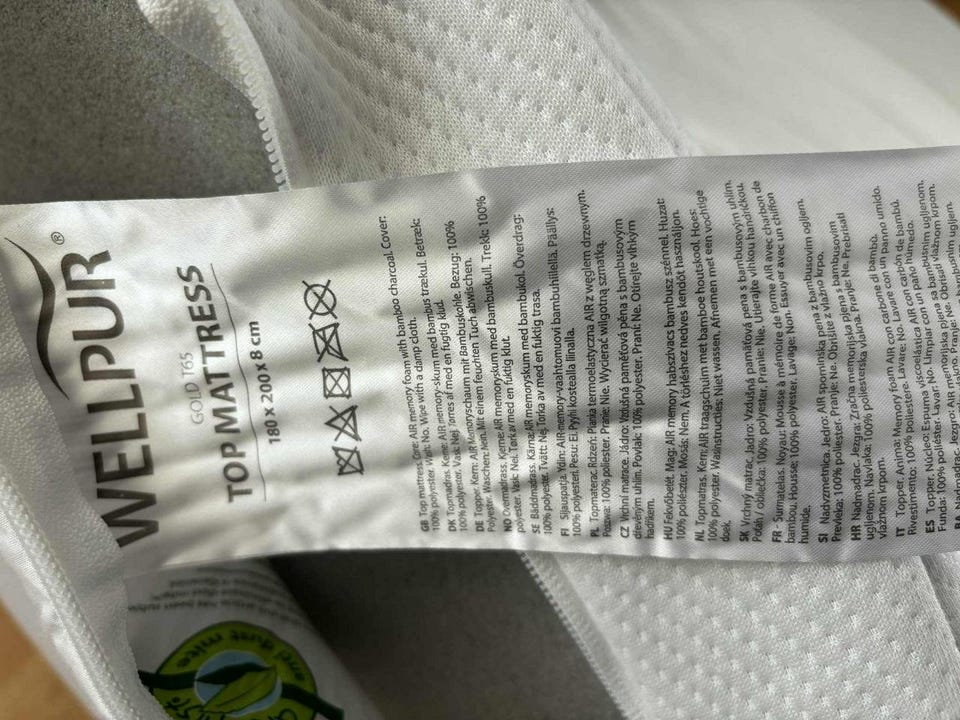 WELLPUR®
GOLD T65
TOP MATTRESS
180 x 200 x 8 cm
GB Top mattress. Core: AIR memory foam with bamboo charcoal. Cover:
100% polyester. Wash: No. Wipe with a damp cloth.
DK Topmadras. Kerne: AIR memory-skum med bambus trækul. Betræk:
100% polyester. Vask: Nej. Tørres af med en fugtig klud.
DE Topper. Kern: AIR Memoryschaum mit Bambuskohle. Bezug: 100%
Polyester. Waschen: Nein. Mit einem feuchten Tuch abwischen.
NO Overmadrass. Kjerne: AIR memoryskum med bambuskull. Trekk: 100%
polyester. Vask: Nei. Tørk av med en fuktig klut.
SE Bäddmadrass. Kärna: AIR memoryskum med bambukol. Överdrag:
100% polyester. Tvätt: Nej. Torka av med en fuktig trasa.
FI Sijauspatja. Ydin: AIR-memory-vaahtomuovi bambuhiilellä. Päällys:
100% polyesteri. Pesu: Ei. Pyyhi kostealla liinalla.
PL Topmaterac. Rdzeń: Pianka termoelastyczna AIR z węglem drzewnym.
100% poliester. Pranie: Nie. Wycierać wilgotną szmatką.
CZ Vrchní matrace. Jádro: Vzdušná paměťová pěna s bambusovým
dřevěným uhlím. Povlak: 100% polyester. Praní: Ne. Otírejte vlhkým
hadříkem.
HU Fekvőbetét. Mag: AIR memory habszivacs bambusz szénnel. Huzat:
100% poliészter. Mosás: Nem. A törléshez nedves kendőt használjon.
NL Topmatras. Kern: AIR traagschuim met bamboe houtskool. Hoes:
100% polyester. Wasinstructies: Niet wassen. Afnemen met een vochtige
doek.
SK Vrchný matrac. Jadro: Vzdušná pamäťová pena s bambusovým uhlím.
Poťah / obliečka: 100% polyester. Pranie: Nie. Utierajte vlhkou handričkou.
FR - Surmatelas. Noyau: Mousse à mémoire de forme AIR avec charbon de
bambou. Housse: 100% polyester. Lavage: Non. Essuyer avec un chiffon
humide.
SI Nadvzmetnica. Jedro: AIR spominska pena z bambusovim ogljem.
Prevleka: 100% poliester. Pranje: Ne. Obrišite z vlažno krpo.
HR Nadmadrac. Jezgra: Zračna memorijska pjena s bambusovim
ugljenom. Navlaka: 100% poliesterska vlakna. Pranje: Ne. Prebrisati
vlažnom krpom.
IT Topper. Anima: Memory foam AIR con carbone di bambù.
Rivestimento: 100% poliestere. Lavare: No. Lavare con un panno umido.
ES Topper. Núcleo: Espuma viscoelástica AIR con carbón de bambú.
Funda: 100% poliéster. Lavar: No. Limpiar con un paño húmedo.
BA Nadmadrac. Jezgro: AIR memorijska pjena sa bambusnim ugljenom.
and dust mite